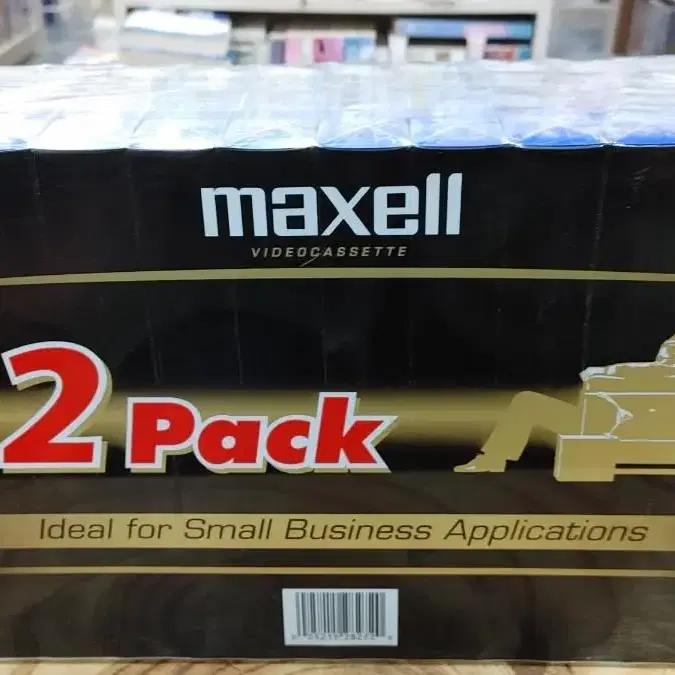 maxell
VIDEOCASSETTE
2 Pack
Ideal for Small Business Applications